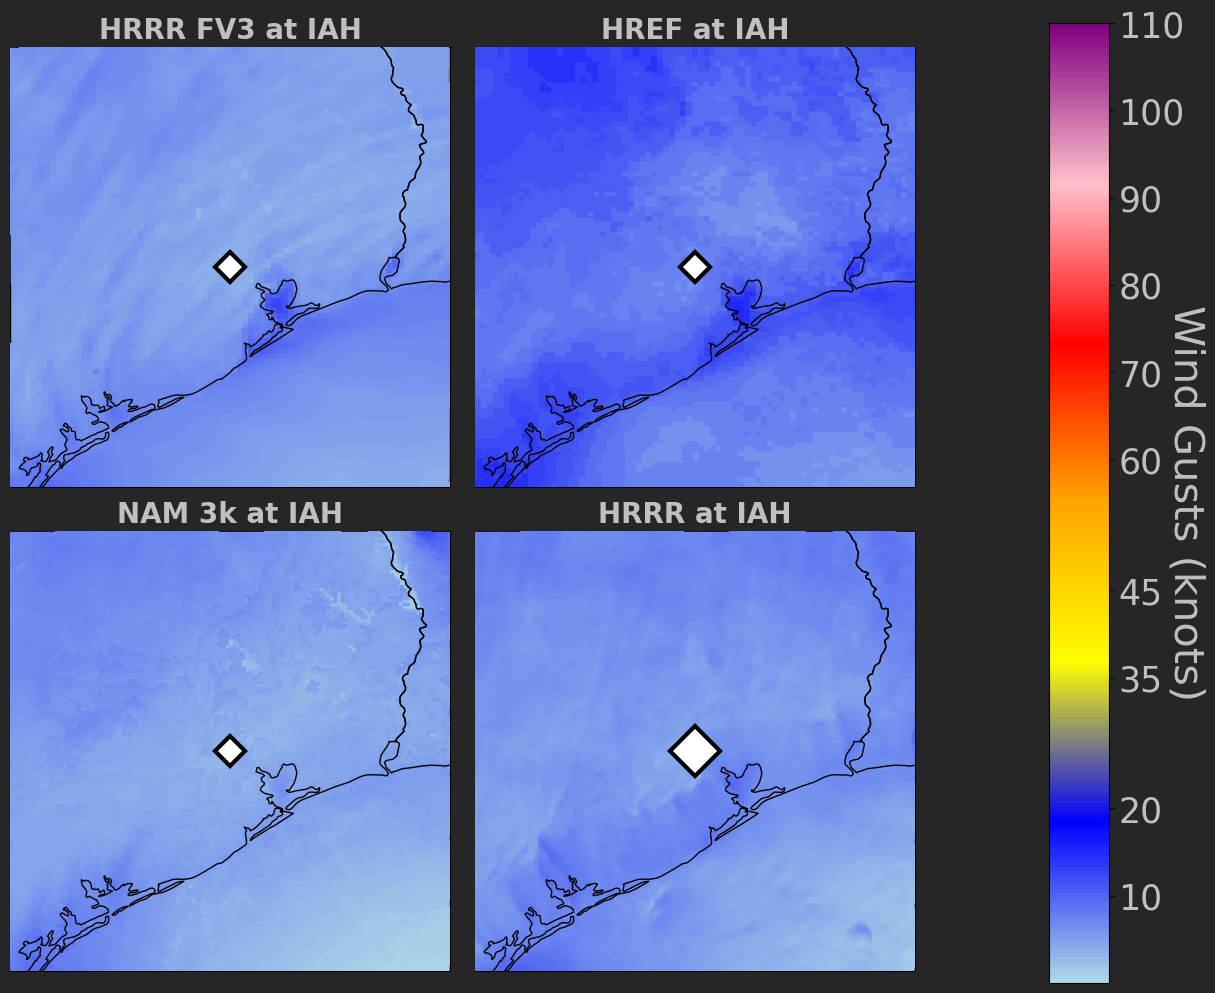 HRRR FV3 at IAH
HREF at IAH
NAM 3k at IAH
HRRR at IAH
110
100
90
80
70
60
45
35
20
10
Wind Gusts (knots)